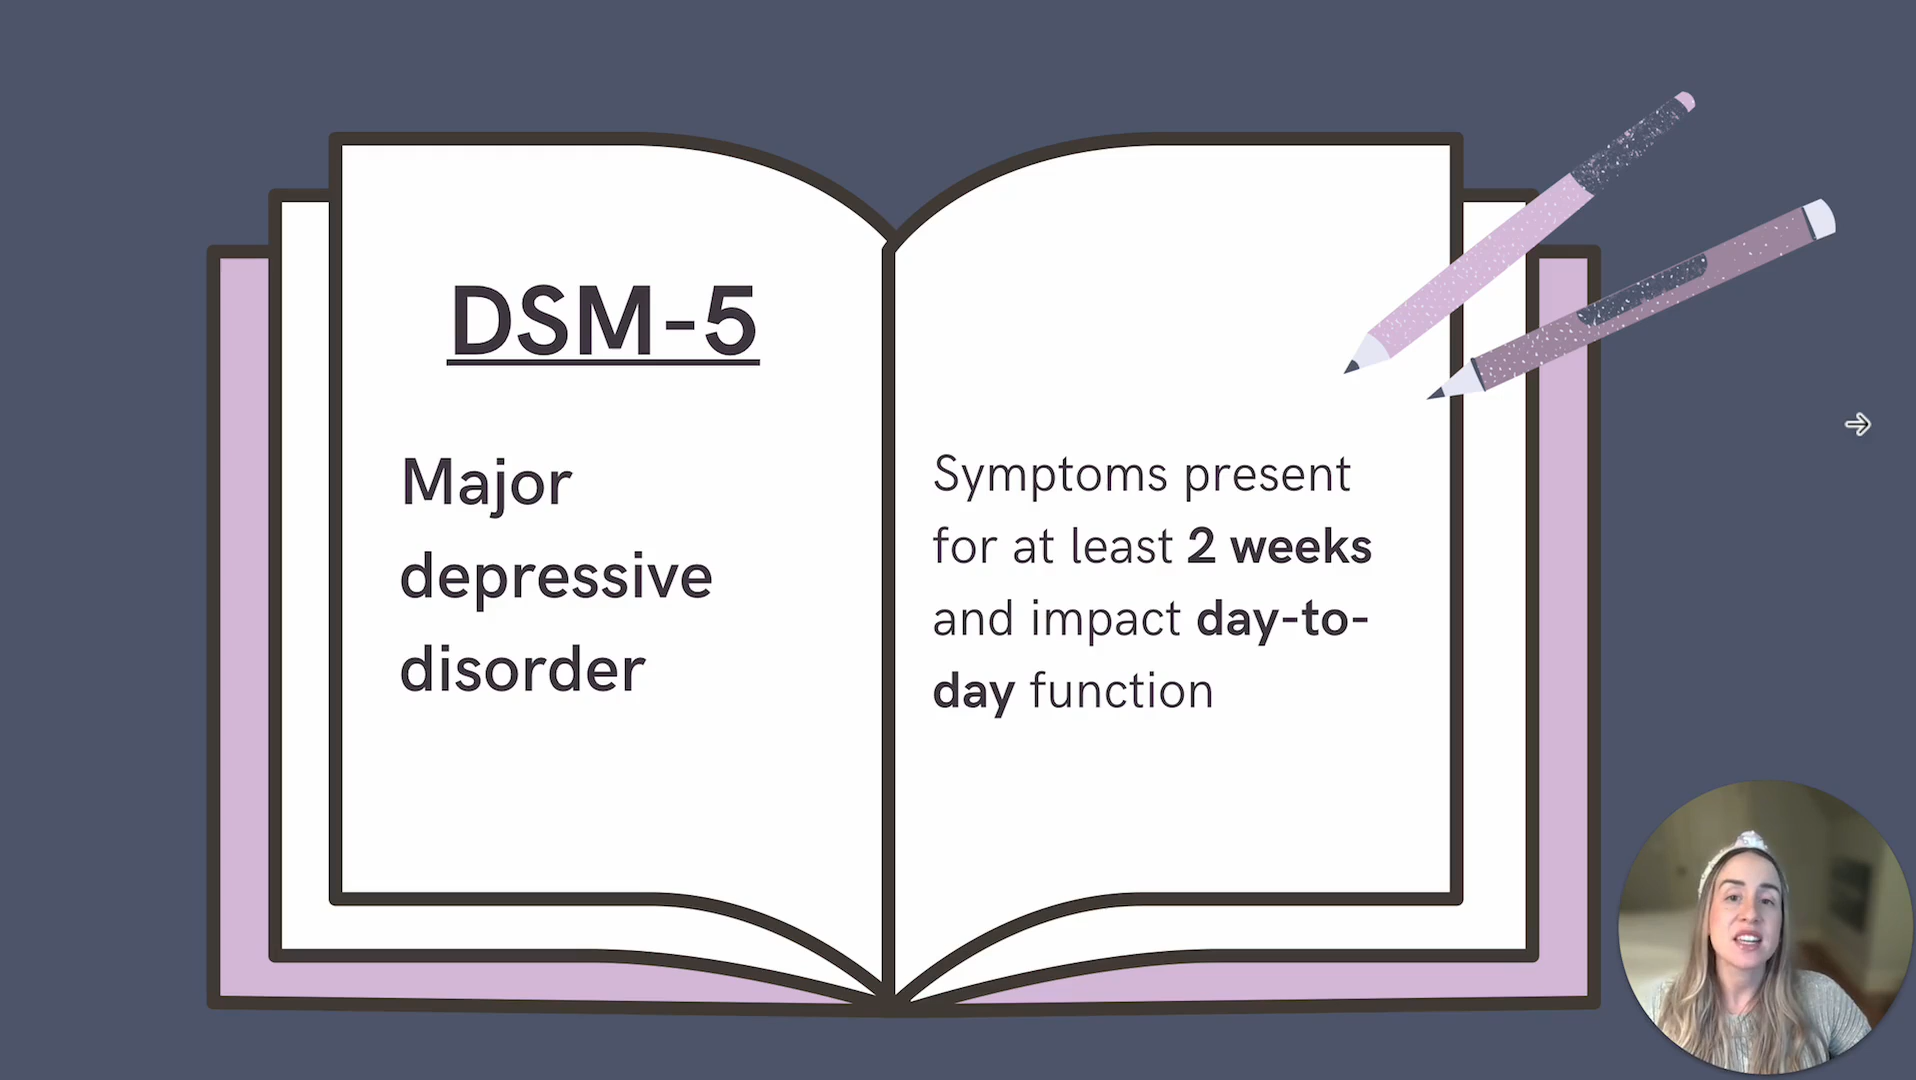 DSM-5
Major
depressive
disorder
Symptoms present
for at least 2 weeks
and impact day-to-
day function